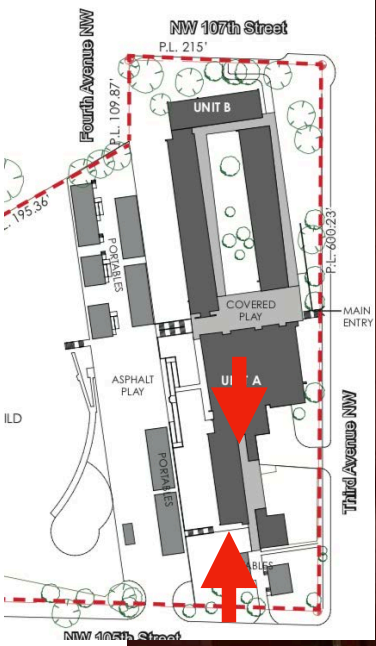 NW 107th Street
P.L. 215'
Fourth Avenue NW
P.L. 109.87'
UNIT B
195.36'
PORTABLES
P.L. 600.23'
COVERED
PLAY
MAIN
ENTRY
ASPHALT
PLAY
UNIT A
ILD
PORTABLES
Third Avenue NW
ABLES
NW 105th Street